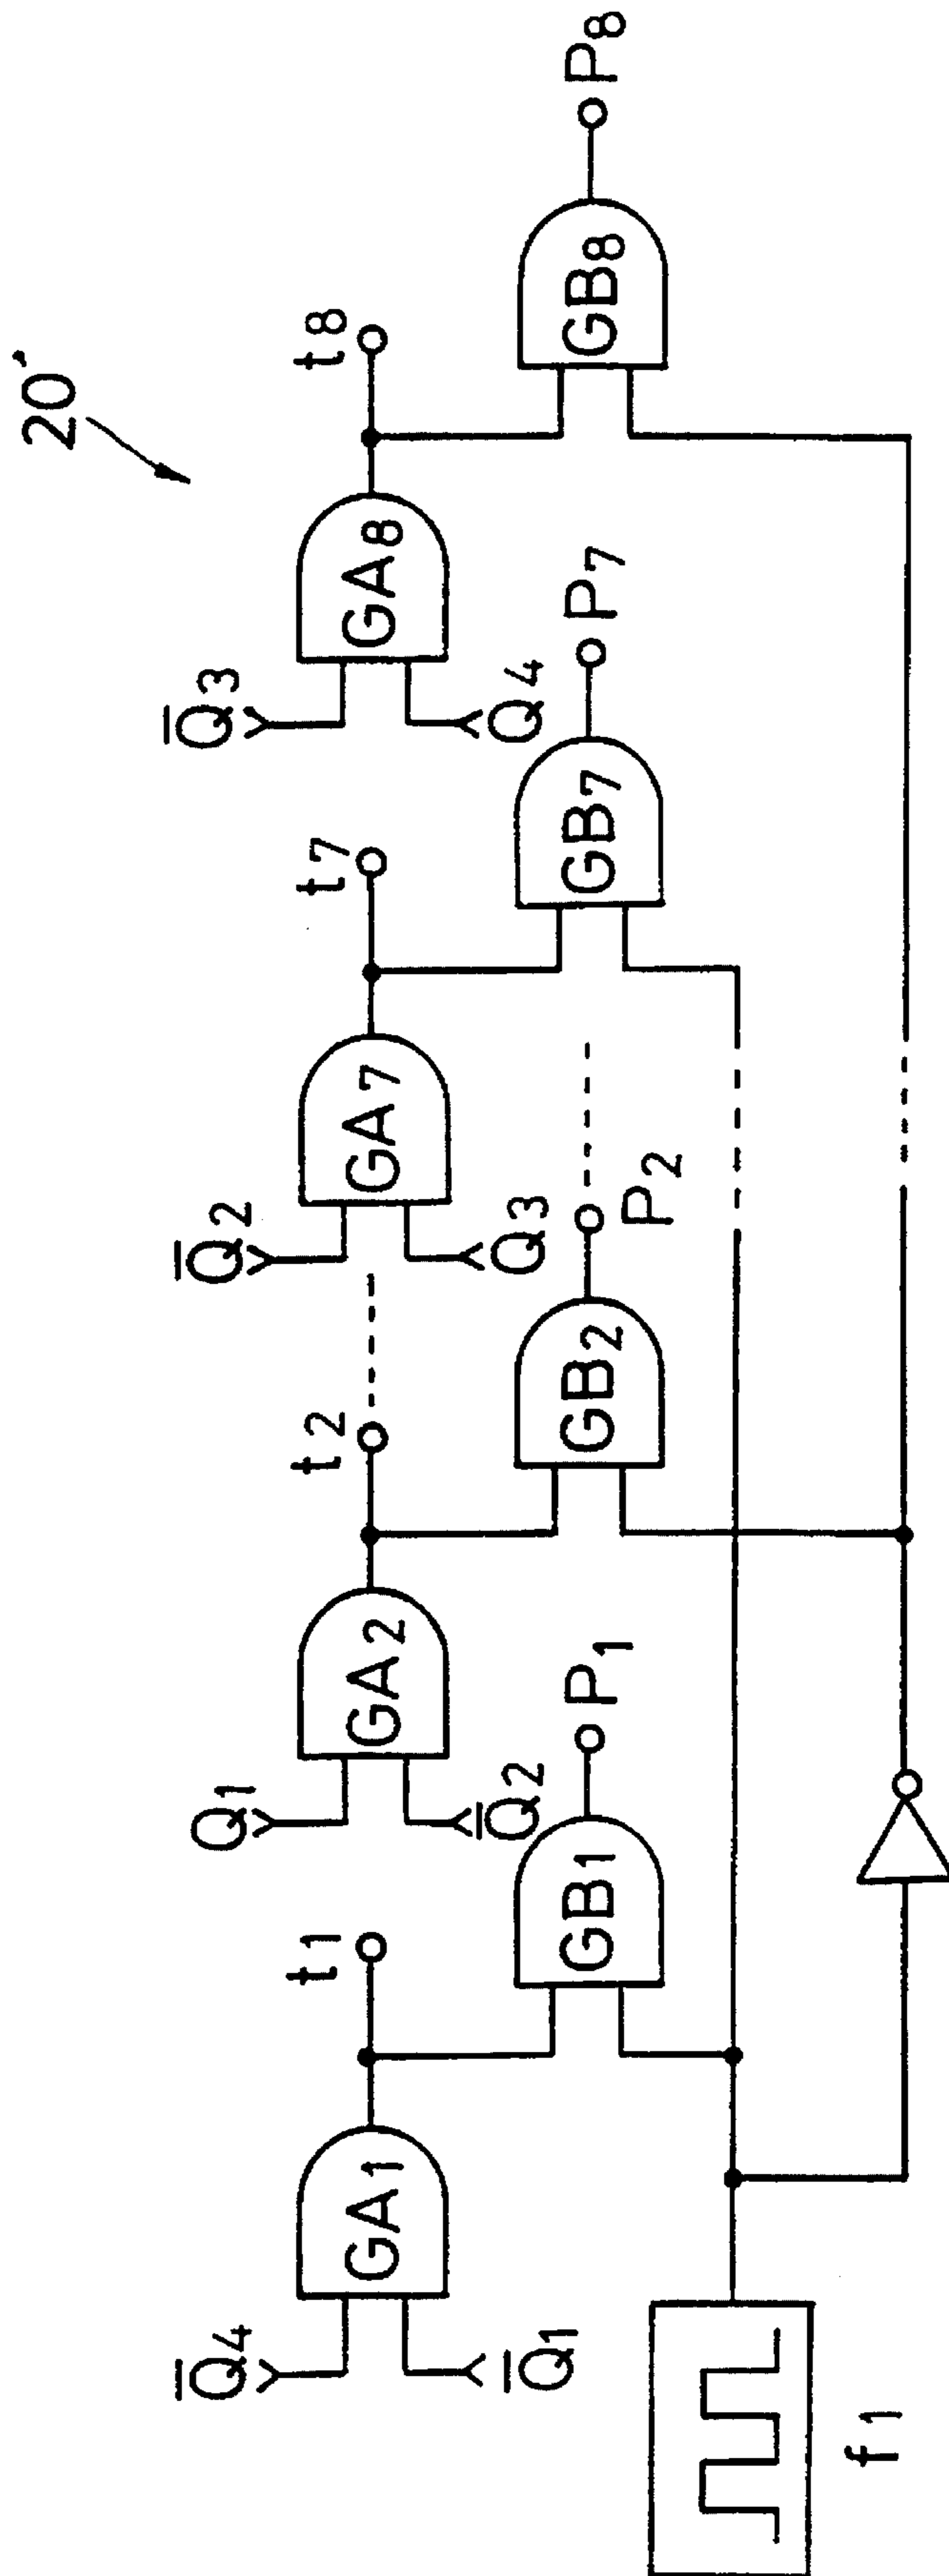 20'
t8
P8
GA8
GB8
Q̄3
Q4
t7
P7
GA7
GB7
Q̄2
Q3
t2
P2
GA2
GB2
Q1
Q̄2
t1
P1
GA1
GB1
Q̄4
Q̄1
f1